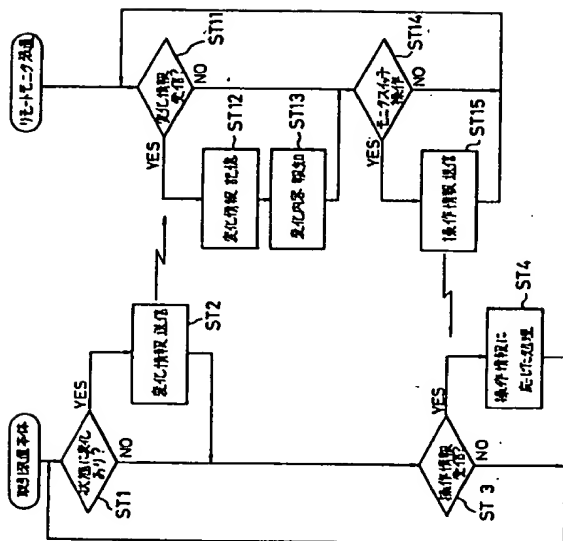 取引装置本体
状態に変化
あり?
ST1
YES
NO
変化情報 送信
ST2
操作情報
受信?
ST3
YES
NO
操作情報に
応じた処理
ST4
リモートモニタ装置
変化情報
受信?
ST11
YES
NO
変化情報 記憶
ST12
変化内容 報知
ST13
モニタスイッチ
操作
ST14
YES
NO
操作情報 送信
ST15